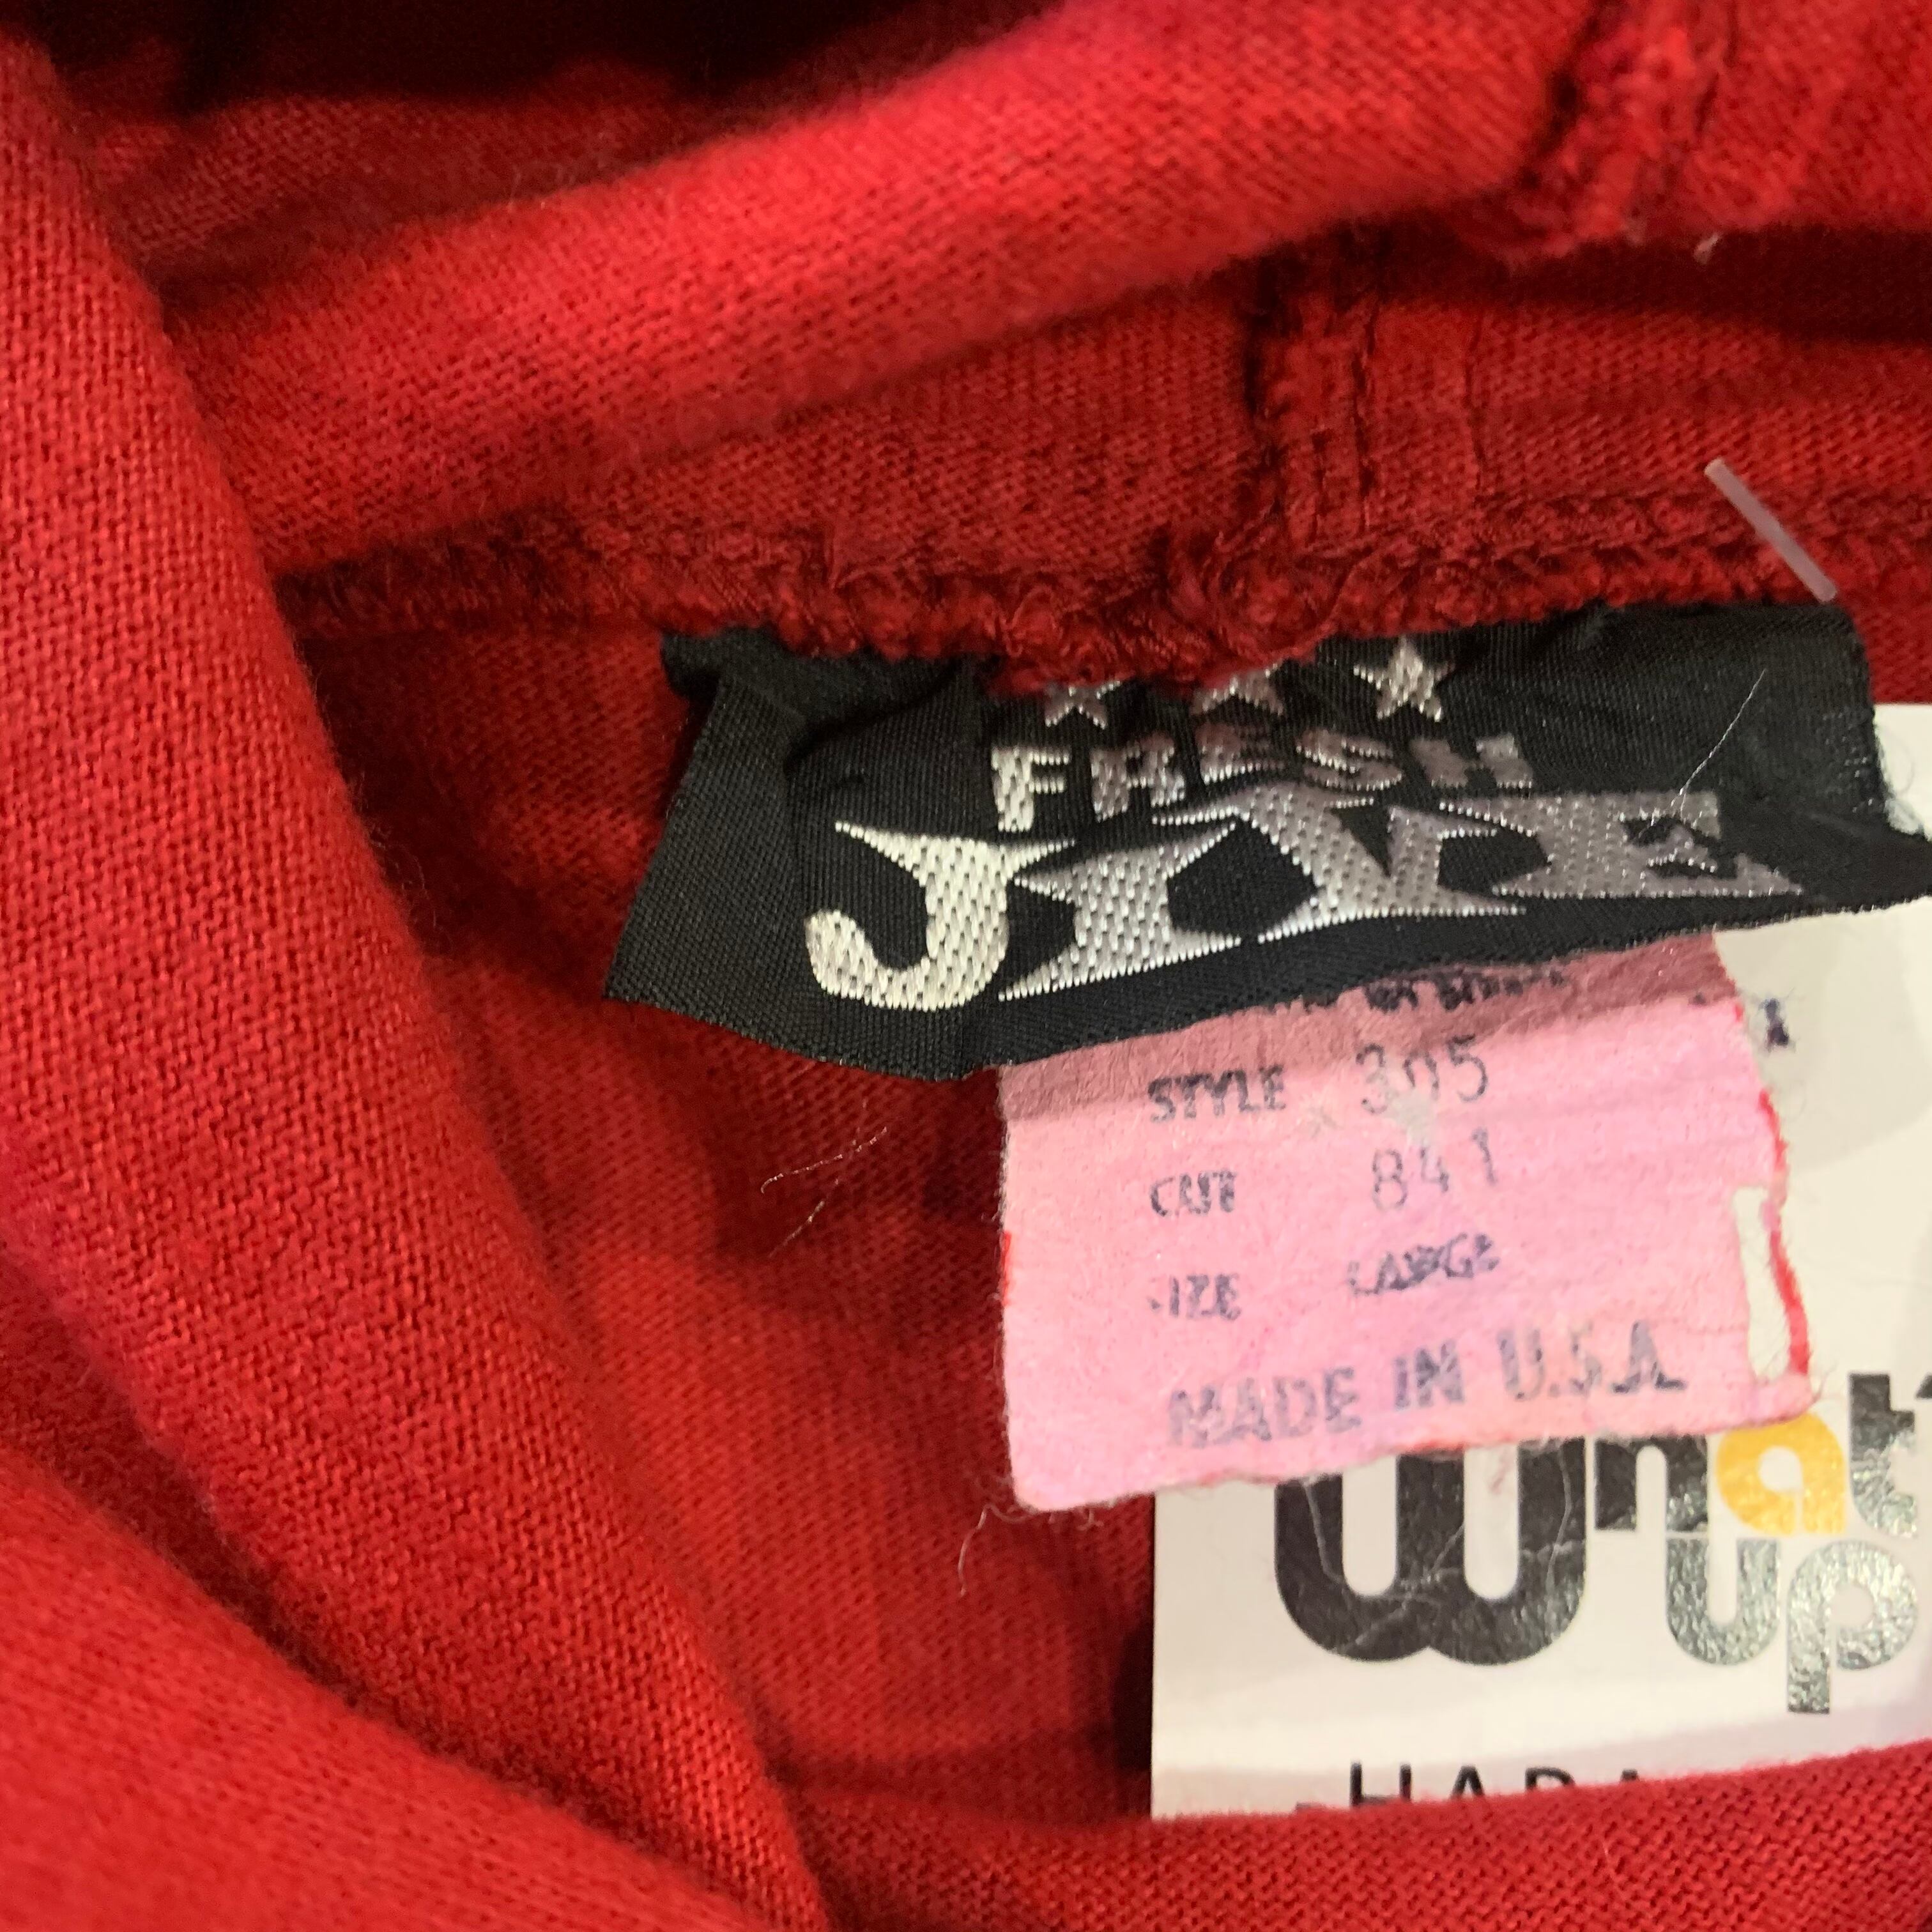 FRESH
JIVE
STYLE 305
CUT 841
SIZE LARGE
MADE IN U.S.A.
What
up